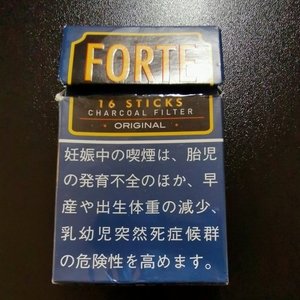 FORTE
16 STICKS
CHARCOAL FILTER
ORIGINAL
妊娠中の喫煙は、胎児
の発育不全のほか、早
産や出生体重の減少、
乳幼児突然死症候群
の危険性を高めます。